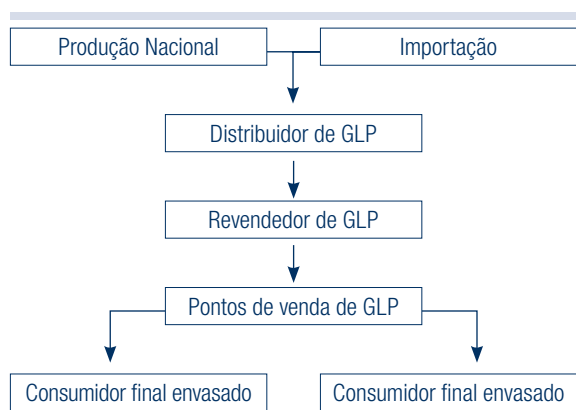 Produção Nacional
Importação
Distribuidor de GLP
Revendedor de GLP
Pontos de venda de GLP
Consumidor final envasado
Consumidor final envasado